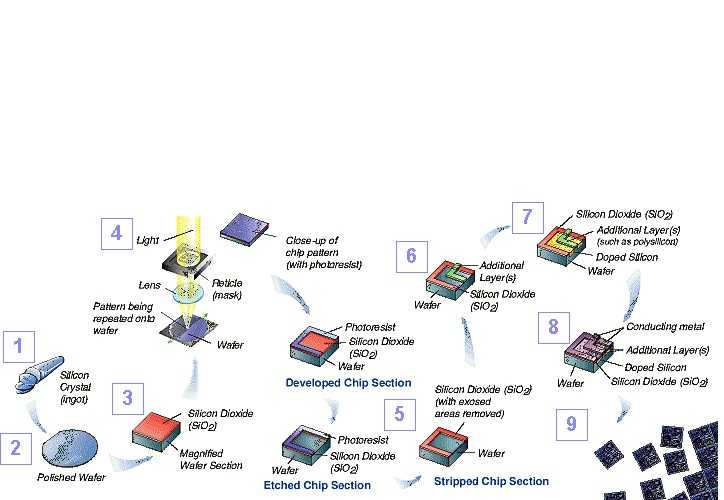 1
Silicon
Crystal
(ingot)
2
Polished Wafer
3
Silicon Dioxide
(SiO2)
Magnified
Wafer Section
4
Light
Lens
Reticle
(mask)
Pattern being
repeated onto
wafer
Wafer
Close-up of
chip pattern
(with photoresist)
Photoresist
Silicon Dioxide
(SiO2)
Wafer
Developed Chip Section
Photoresist
Silicon Dioxide
(SiO2)
Wafer
Etched Chip Section
5
Silicon Dioxide (SiO2)
(with exposed
areas removed)
Wafer
Stripped Chip Section
6
Additional
Layer(s)
Silicon Dioxide
(SiO2)
Wafer
7
Silicon Dioxide (SiO2)
Additional Layer(s)
(such as polysilicon)
Doped Silicon
Wafer
8
Conducting metal
Additional Layer(s)
Doped Silicon
Silicon Dioxide (SiO2)
Wafer
9